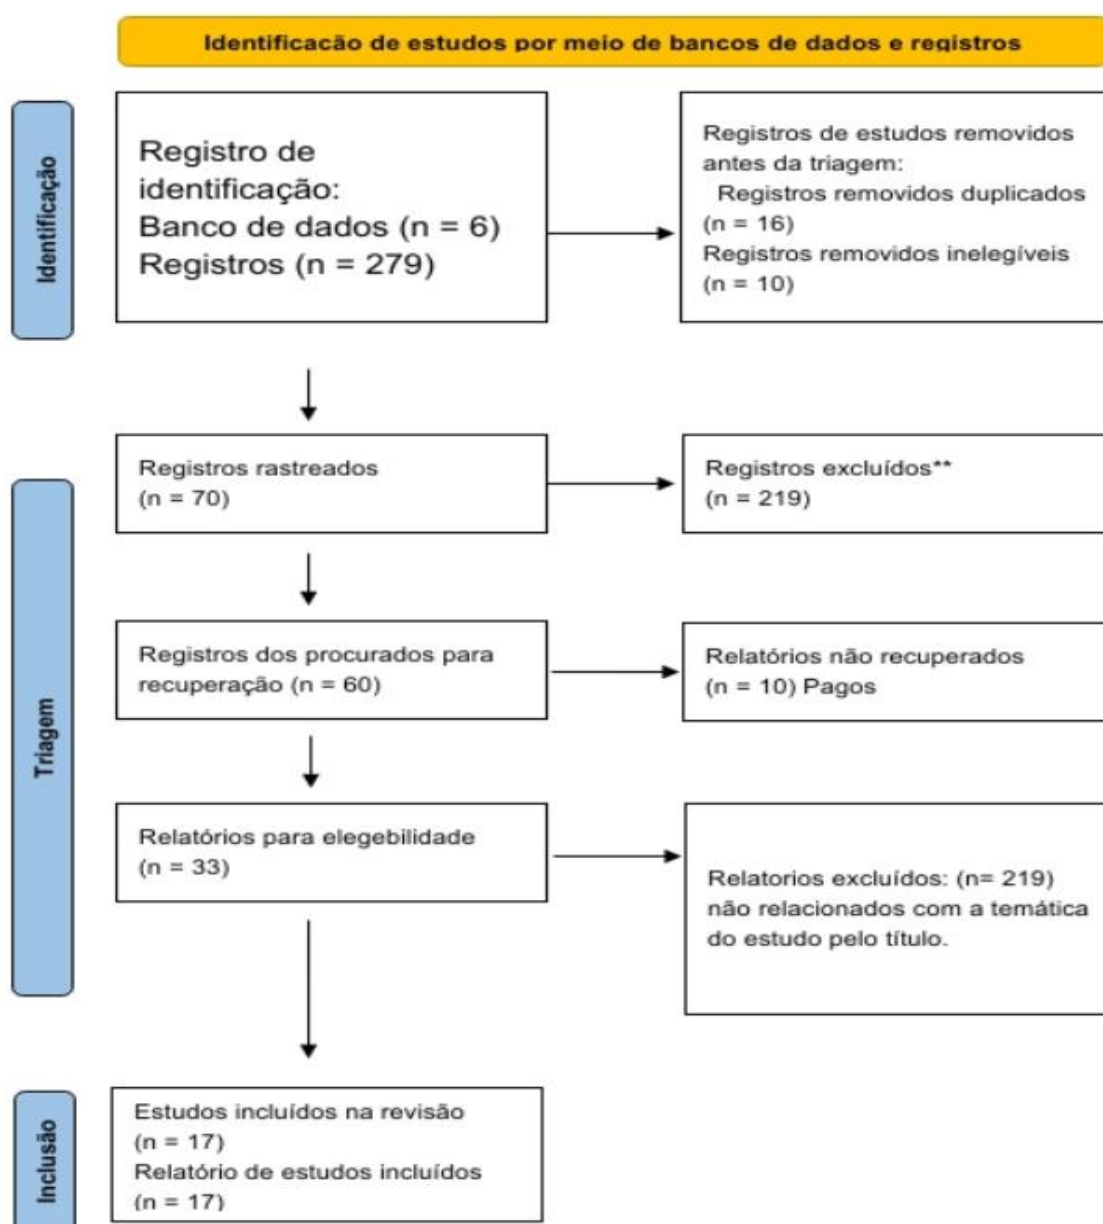 Identificação de estudos por meio de bancos de dados e registros
Identificação
Registro de
identificação:
Banco de dados (n = 6)
Registros (n = 279)
Registros de estudos removidos
antes da triagem:
Registros removidos duplicados
(n = 16)
Registros removidos inelegíveis
(n = 10)
Triagem
Registros rastreados
(n = 70)
Registros excluídos**
(n = 219)
Registros dos procurados para
recuperação (n = 60)
Relatórios não recuperados
(n = 10) Pagos
Relatórios para elegebilidade
(n = 33)
Relatorios excluídos: (n= 219)
não relacionados com a temática
do estudo pelo título.
Inclusão
Estudos incluídos na revisão
(n = 17)
Relatório de estudos incluídos
(n = 17)